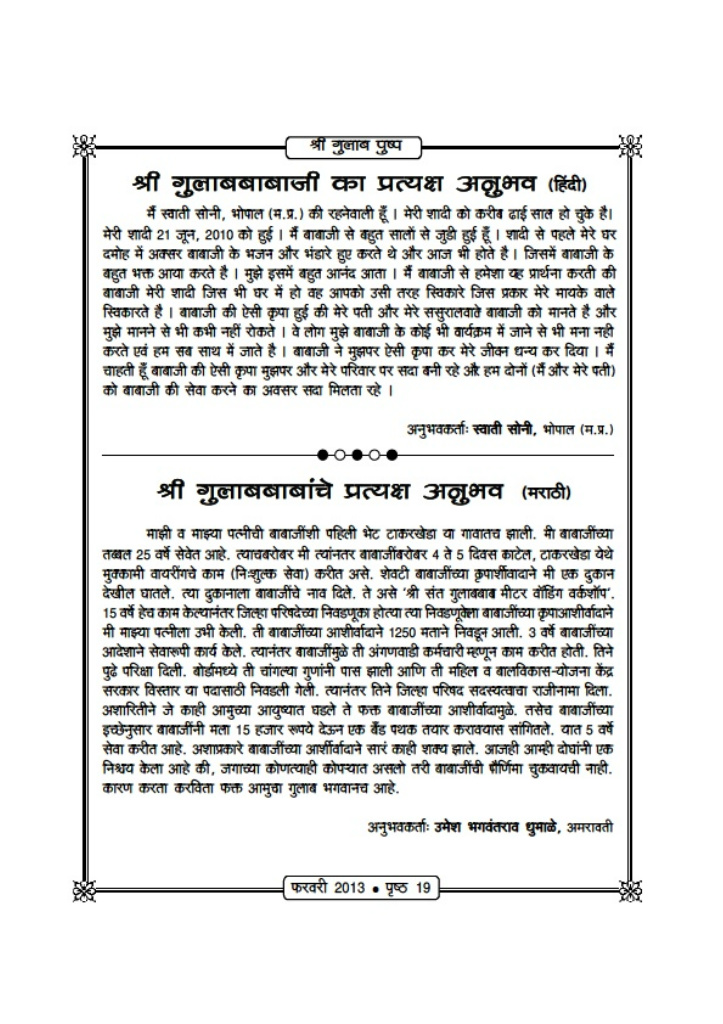 श्री गुलाब पुष्प
श्री गुलाबबाबाजी का प्रत्यक्ष अनुभव (हिंदी)
मैं स्वाती सोनी, भोपाल (म.प्र.) की रहनेवाली हूँ । मेरी शादी को करीब ढाई साल हो चुके है।
मेरी शादी 21 जून, 2010 को हुई । मैं बाबाजी से बहुत सालों से जुडी हुई हूँ । शादी से पहले मेरे घर
दमोह में अक्सर बाबाजी के भजन और भंडारे हुए करते थे और आज भी होते है । जिसमें बाबाजी के
बहुत भक्त आया करते है । मुझे इसमें बहुत आनंद आता । मैं बाबाजी से हमेशा यह प्रार्थना करती की
बाबाजी मेरी शादी जिस भी घर में हो वह आपको उसी तरह स्विकारे जिस प्रकार मेरे मायके वाले
स्विकारते है । बाबाजी की ऐसी कृपा हुई की मेरे पती और मेरे ससुरालवाले बाबाजी को मानते है और
मुझे मानने से भी कभी नहीं रोकते । वे लोग मुझे बाबाजी के कोई भी कार्यक्रम में जाने से भी मना नही
करते एवं हम सब साथ में जाते है । बाबाजी ने मुझपर ऐसी कृपा कर मेरे जीवन धन्य कर दिया । मैं
चाहती हूँ बाबाजी की ऐसी कृपा मुझपर और मेरे परिवार पर सदा बनी रहे और हम दोनों (मैं और मेरे पती)
को बाबाजी की सेवा करने का अवसर सदा मिलता रहे ।
अनुभवकर्ताः स्वाती सोनी, भोपाल (म.प्र.)
श्री गुलाबबाबांचे प्रत्यक्ष अनुभव (मराठी)
माझी व माझ्या पत्नीची बाबाजींशी पहिली भेट टाकरखेडा या गावातच झाली. मी बाबाजींच्या
तब्बल 25 वर्षे सेवेत आहे. त्याचबरोबर मी त्यांनतर बाबाजींबरोबर 4 ते 5 दिवस काटेल, टाकरखेडा येथे
मुक्कामी वायरींगचे काम (निःशुल्क सेवा) करीत असे. शेवटी बाबाजींच्या कृपार्शीवादाने मी एक दुकान
देखील घातले. त्या दुकानाला बाबाजींचे नाव दिले. ते असे 'श्री संत गुलाबबाबा मीटर वॉडिंग वर्कशॉप'.
15 वर्षे हेच काम केल्यानंतर जिल्हा परिषदेच्या निवडणूका होत्या त्या निवडणूकेला बाबाजींच्या कृपाआशीर्वादाने
मी माझ्या पत्नीला उभी केली. ती बाबाजींच्या आशीर्वादाने 1250 मताने निवडून आली. 3 वर्षे बाबाजींच्या
आदेशाने सेवारूपी कार्य केले. त्यानंतर बाबाजींमुळे ती अंगणवाडी कर्मचारी म्हणून काम करीत होती. तिने
पुढे परिक्षा दिली. बोर्डामध्ये ती चांगल्या गुणांनी पास झाली आणि ती महिला व बालविकास-योजना केंद्र
सरकार विस्तार या पदासाठी निवडली गेली. त्यानंतर तिने जिल्हा परिषद सदस्यत्वाचा राजीनामा दिला.
अशारितीने जे काही आमुच्या आयुष्यात घडले ते फक्त बाबाजींच्या आशीर्वादामुळे. तसेच बाबाजींच्या
इच्छेनुसार बाबाजींनी मला 15 हजार रूपये देऊन एक बँड पथक तयार करावयास सांगितले. यात 5 वर्षे
सेवा करीत आहे. अशाप्रकारे बाबाजींच्या आर्शीर्वादाने सारं काही शक्य झाले. आजही आम्ही दोघांनी एक
निश्चय केला आहे की, जगाच्या कोणत्याही कोपऱ्यात असलो तरी बाबाजींची पौर्णिमा चुकवायची नाही.
कारण करता करविता फक्त आमुचा गुलाब भगवानच आहे.
अनुभवकर्ताः उमेश भगवंतराव धुमाळे, अमरावती
फरवरी 2013 ● पृष्ठ 19